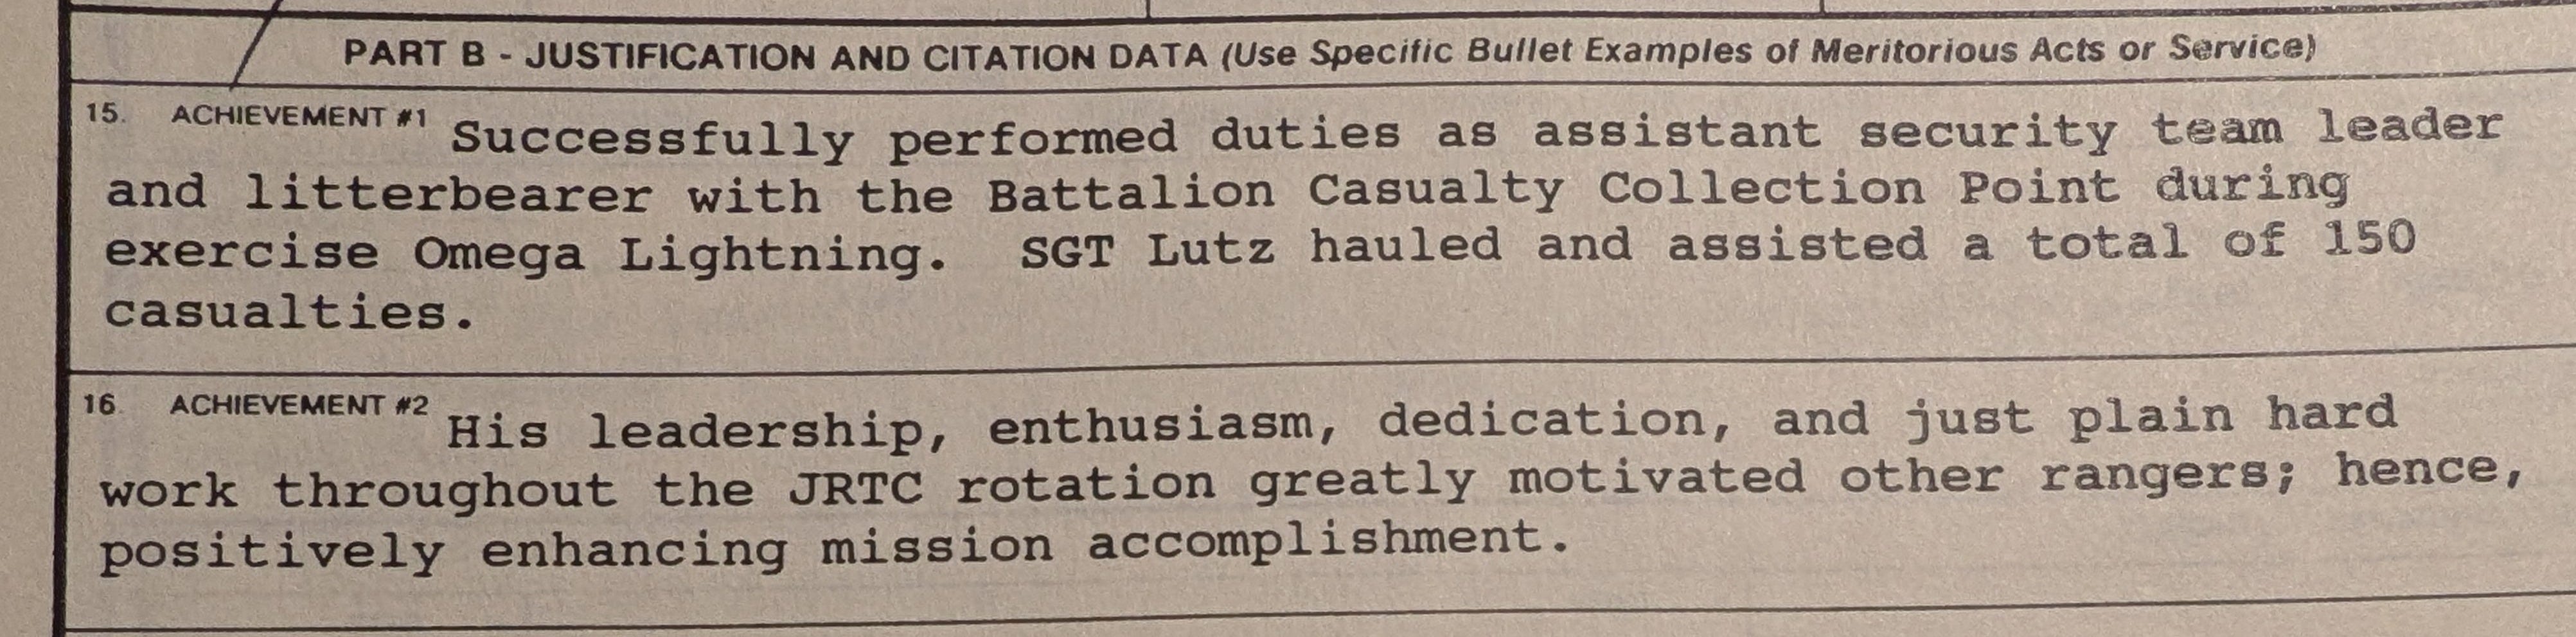 PART B - JUSTIFICATION AND CITATION DATA (Use Specific Bullet Examples of Meritorious Acts or Service)
15. ACHIEVEMENT #1 Successfully performed duties as assistant security team leader
and litterbearer with the Battalion Casualty Collection Point during
exercise Omega Lightning. SGT Lutz hauled and assisted a total of 150
casualties.
16 ACHIEVEMENT #2 His leadership, enthusiasm, dedication, and just plain hard
work throughout the JRTC rotation greatly motivated other rangers; hence,
positively enhancing mission accomplishment.